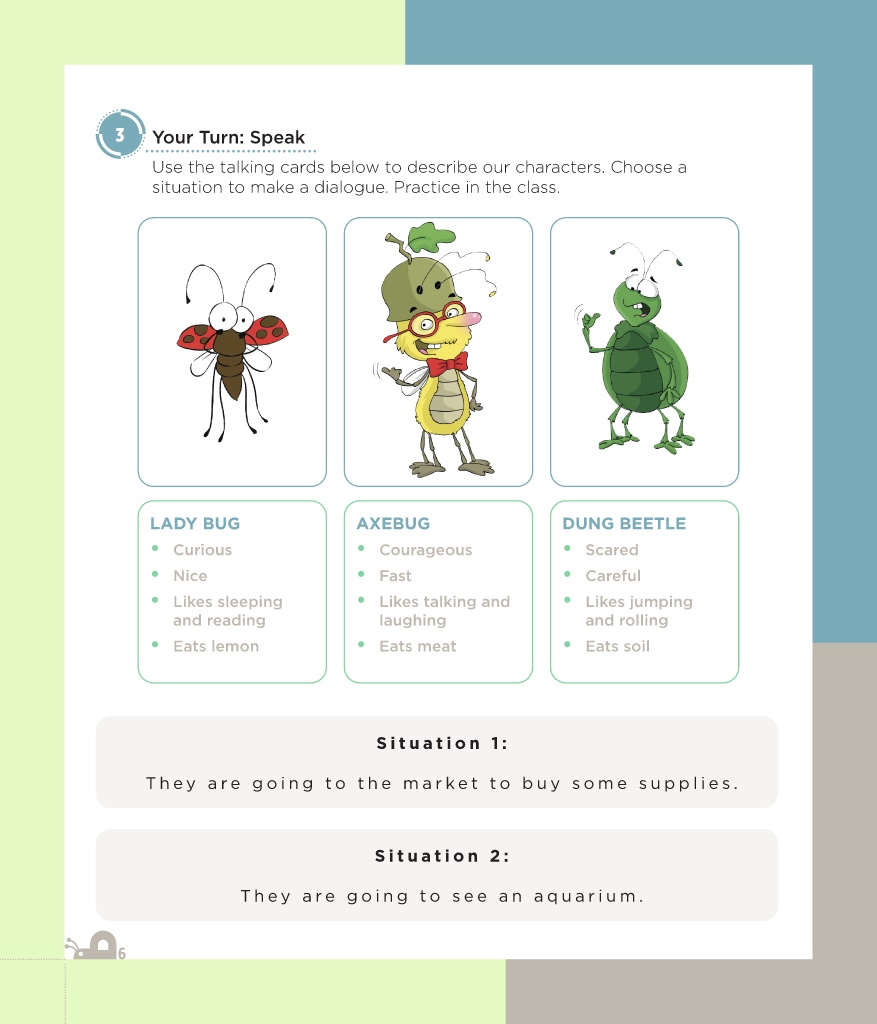 3
Your Turn: Speak
Use the talking cards below to describe our characters. Choose a
situation to make a dialogue. Practice in the class.
LADY BUG
• Curious
• Nice
• Likes sleeping
and reading
• Eats lemon
AXEBUG
• Courageous
• Fast
• Likes talking and
laughing
• Eats meat
DUNG BEETLE
• Scared
• Careful
• Likes jumping
and rolling
• Eats soil
Situation 1:
They are going to the market to buy some supplies.
Situation 2:
They are going to see an aquarium.
6